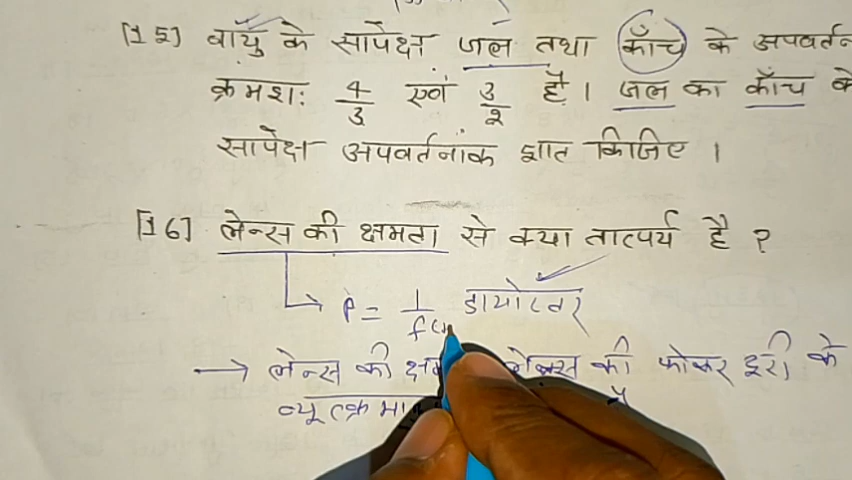 [15] वायु के सापेक्ष जल तथा काँच के अपवर्तन
क्रमशः 4/3 एवं 3/2 है। जल का काँच के
सापेक्ष अपवर्तनांक ज्ञात किजिए ।
[16] लेन्स की क्षमता से क्या तात्पर्य है ?
P = 1/f( डायोप्टर
→ लेन्स की लेन्स की फोकस दूरी के
व्यूत्क्रमा